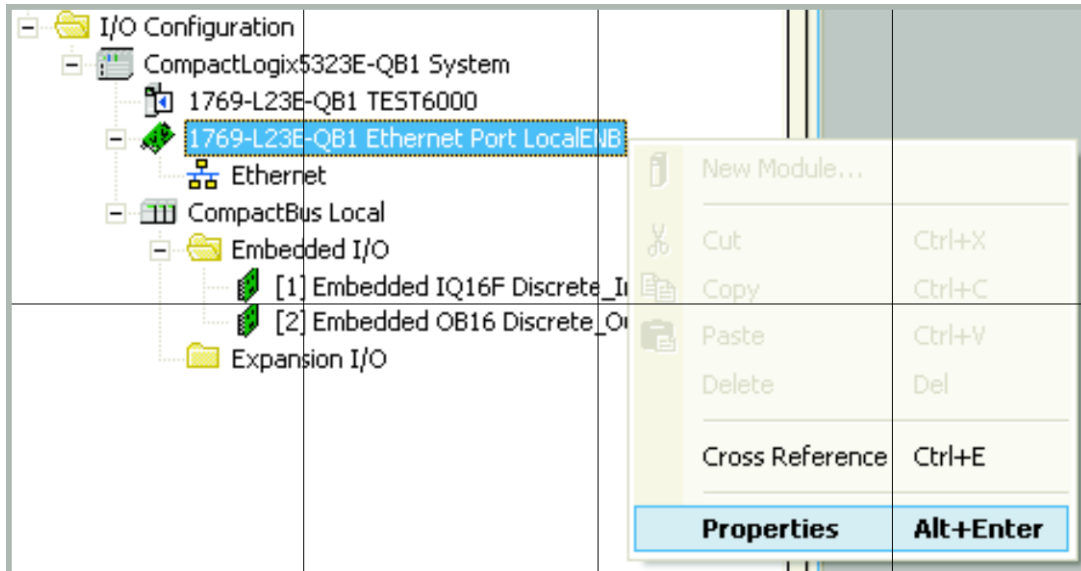 I/O Configuration
CompactLogix5323E-QB1 System
1769-L23E-QB1 TEST6000
1769-L23E-QB1 Ethernet Port LocalENB
Ethernet
CompactBus Local
Embedded I/O
[1] Embedded IQ16F Discrete_I
[2] Embedded OB16 Discrete_O
Expansion I/O
New Module...
Cut Ctrl+X
Copy Ctrl+C
Paste Ctrl+V
Delete Del
Cross Reference Ctrl+E
Properties Alt+Enter